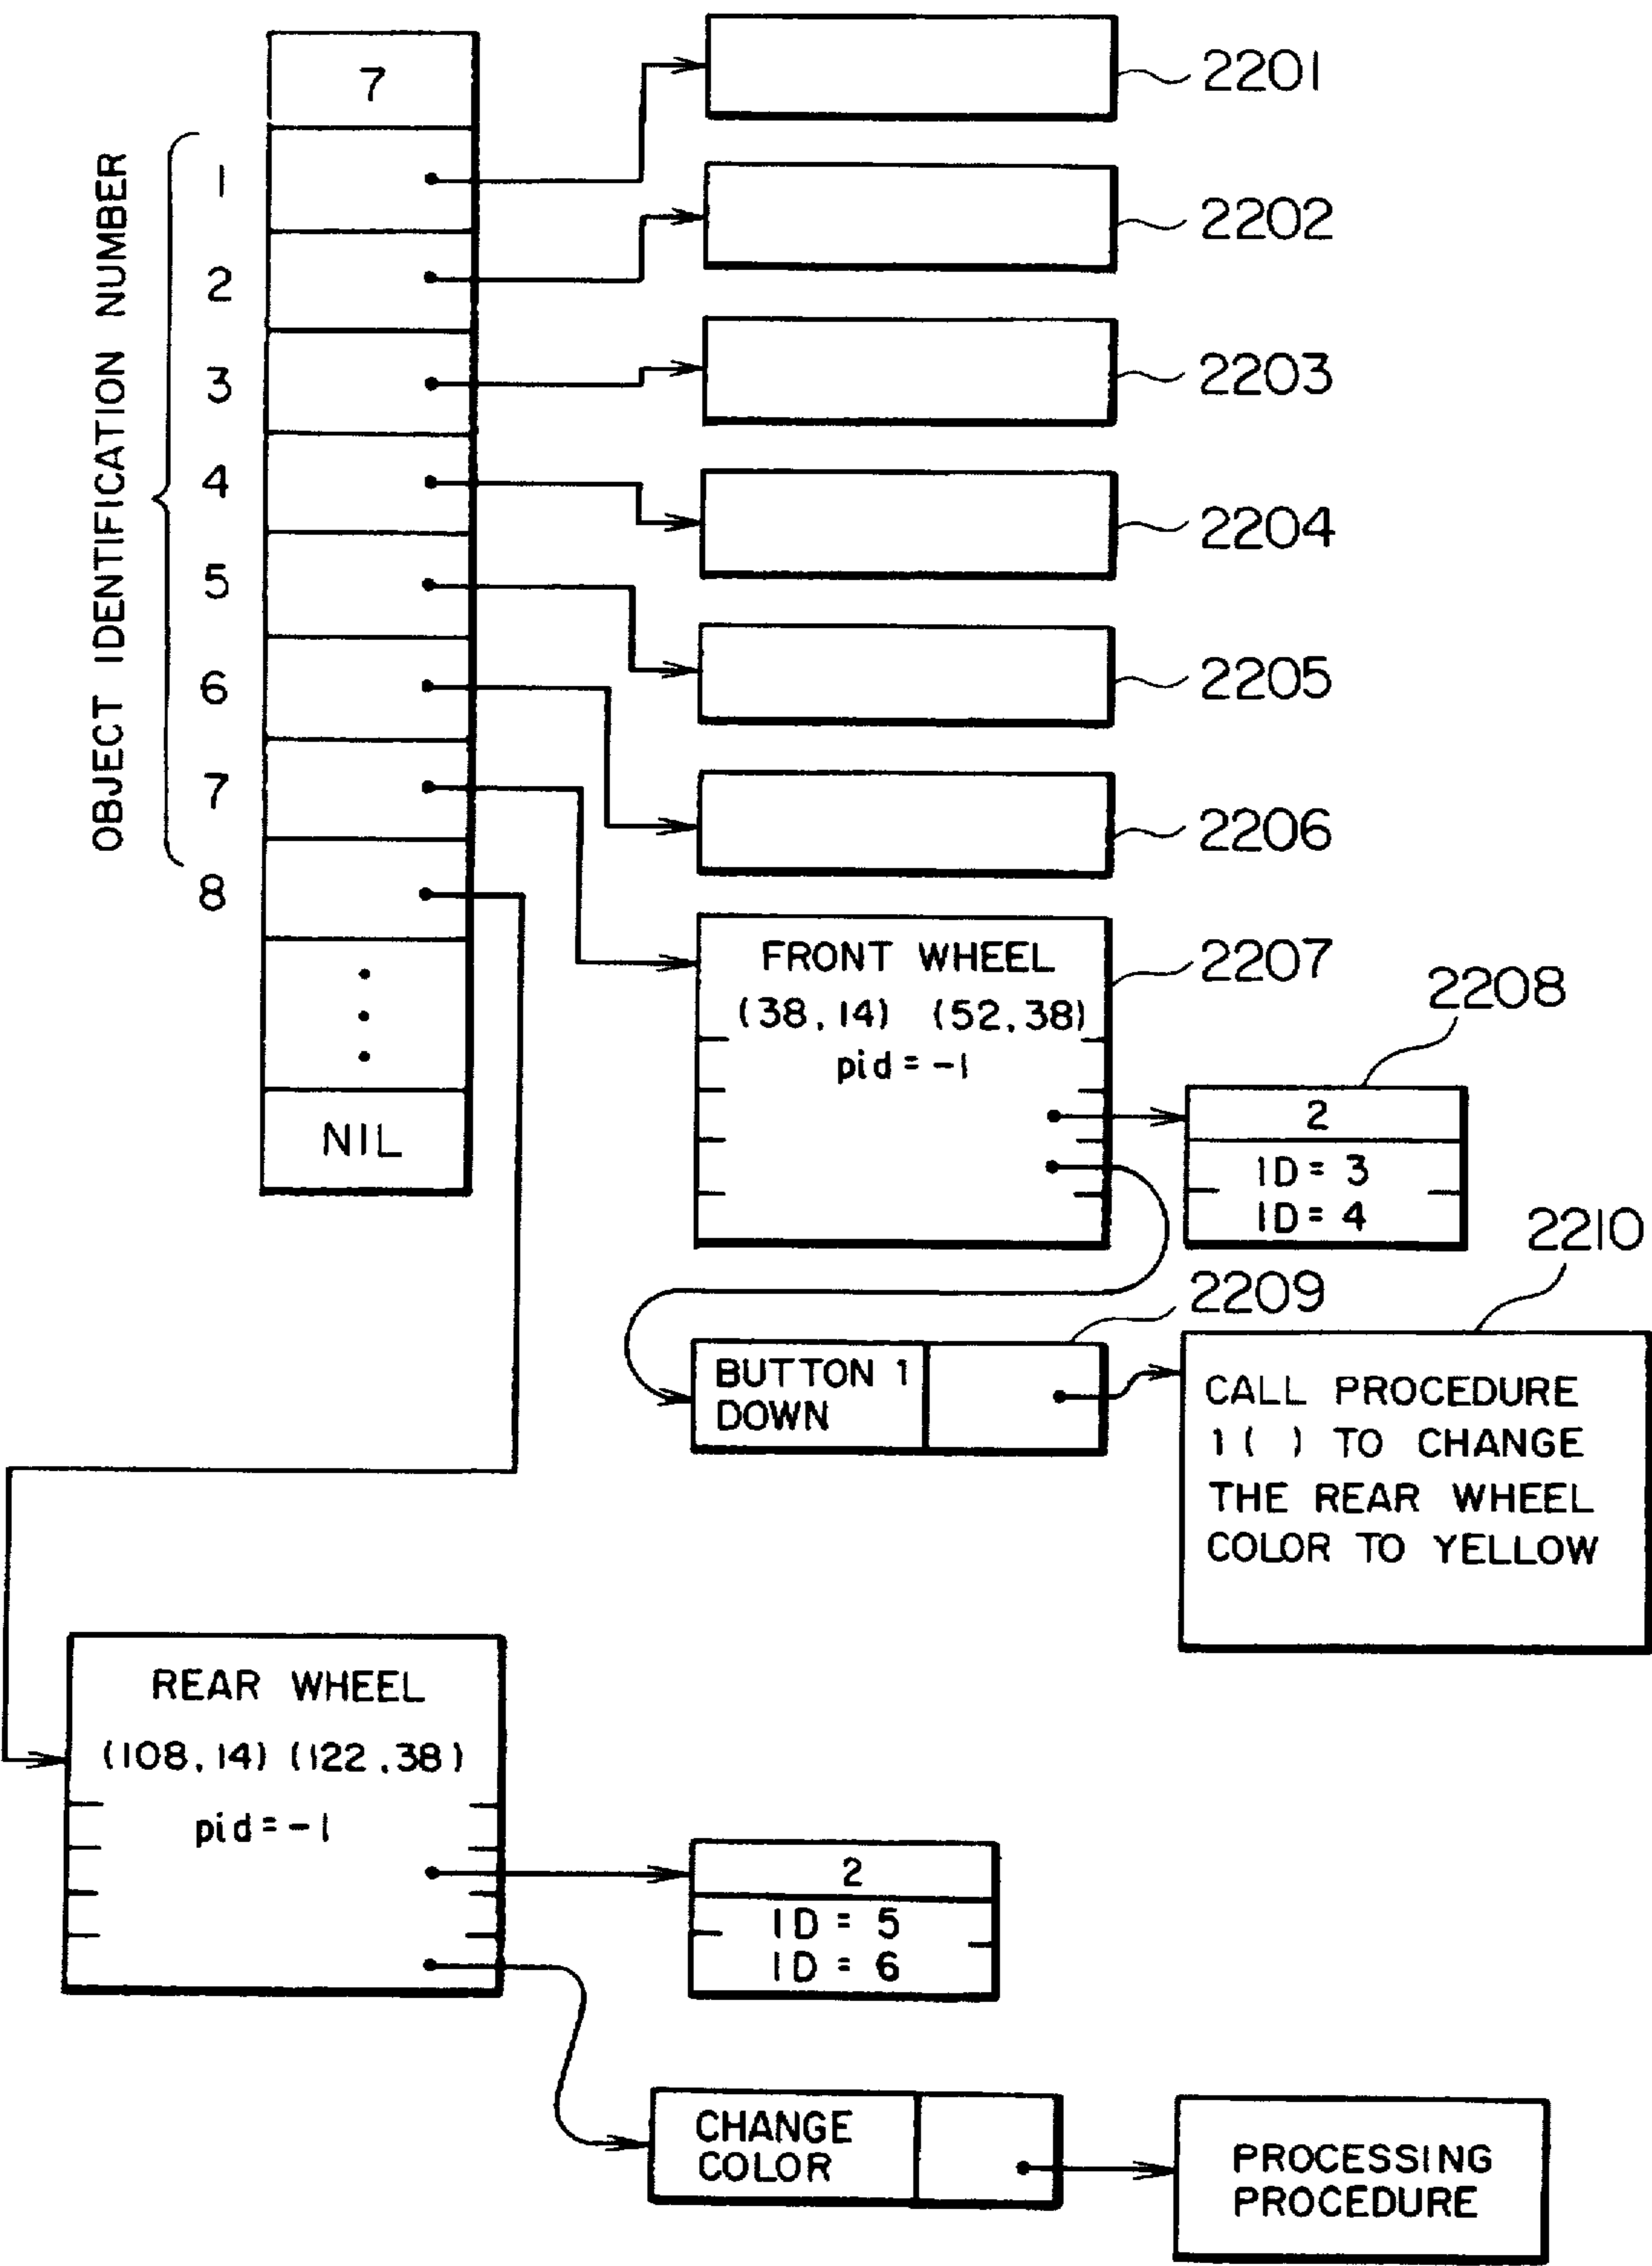 7
OBJECT IDENTIFICATION NUMBER
1
2
3
4
5
6
7
8
NIL
2201
2202
2203
2204
2205
2206
FRONT WHEEL
(38,14) (52,38)
pid=-1
2207
2208
2
ID=3
ID=4
2209
BUTTON 1
DOWN
2210
CALL PROCEDURE
1( ) TO CHANGE
THE REAR WHEEL
COLOR TO YELLOW
REAR WHEEL
(108,14) (122,38)
pid=-1
2
ID=5
ID=6
CHANGE
COLOR
PROCESSING
PROCEDURE